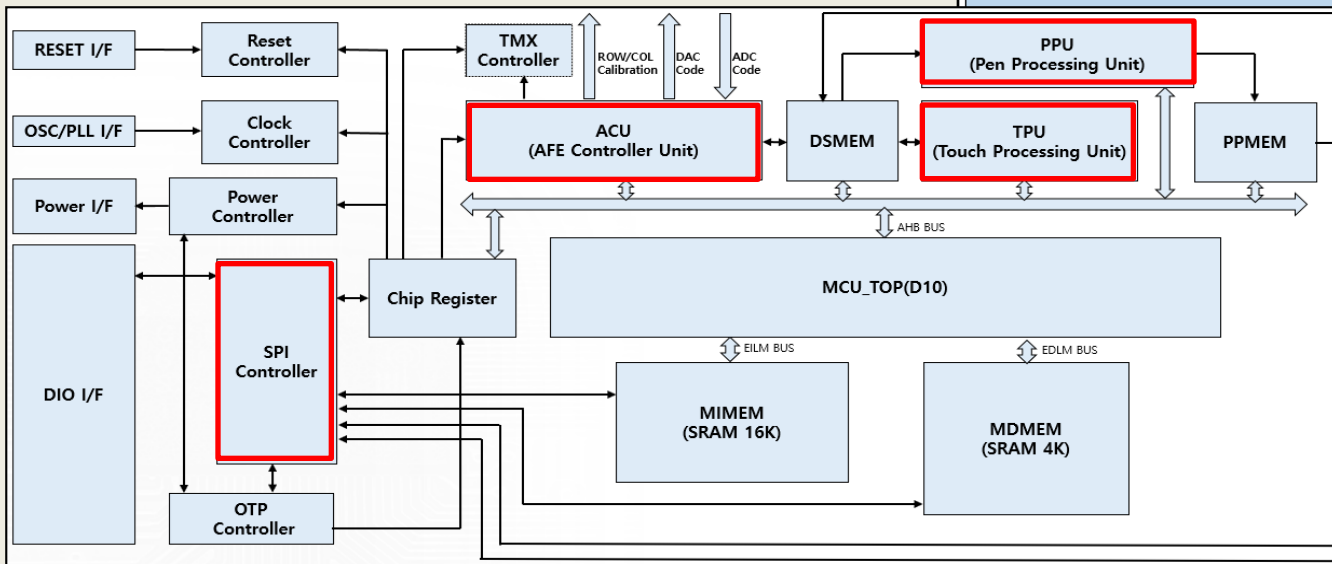 RESET I/F
Reset
Controller
TMX
Controller
ROW/COL
Calibration
DAC
Code
ADC
Code
PPU
(Pen Processing Unit)
OSC/PLL I/F
Clock
Controller
ACU
(AFE Controller Unit)
DSMEM
TPU
(Touch Processing Unit)
PPMEM
Power I/F
Power
Controller
AHB BUS
DIO I/F
SPI
Controller
Chip Register
MCU_TOP(D10)
EILM BUS
EDLM BUS
MIMEM
(SRAM 16K)
MDMEM
(SRAM 4K)
OTP
Controller